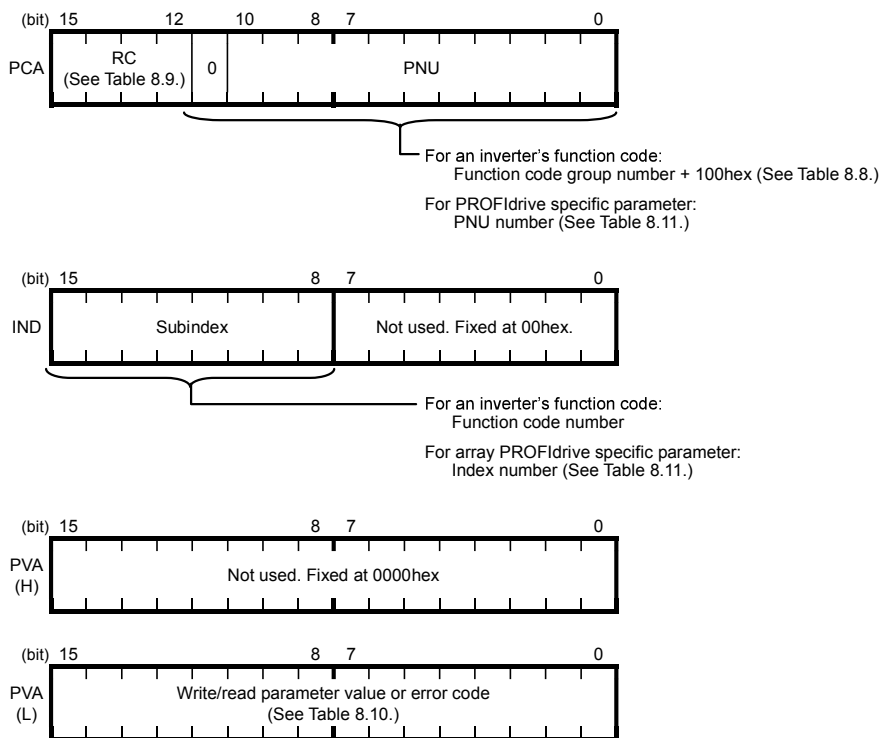 (bit) 15 12 10 8 7 0
PCA RC (See Table 8.9.) 0 PNU
For an inverter's function code:
Function code group number + 100hex (See Table 8.8.)
For PROFIdrive specific parameter:
PNU number (See Table 8.11.)
(bit) 15 8 7 0
IND Subindex Not used. Fixed at 00hex.
For an inverter's function code:
Function code number
For array PROFIdrive specific parameter:
Index number (See Table 8.11.)
(bit) 15 8 7 0
PVA (H) Not used. Fixed at 0000hex
(bit) 15 8 7 0
PVA (L) Write/read parameter value or error code
(See Table 8.10.)